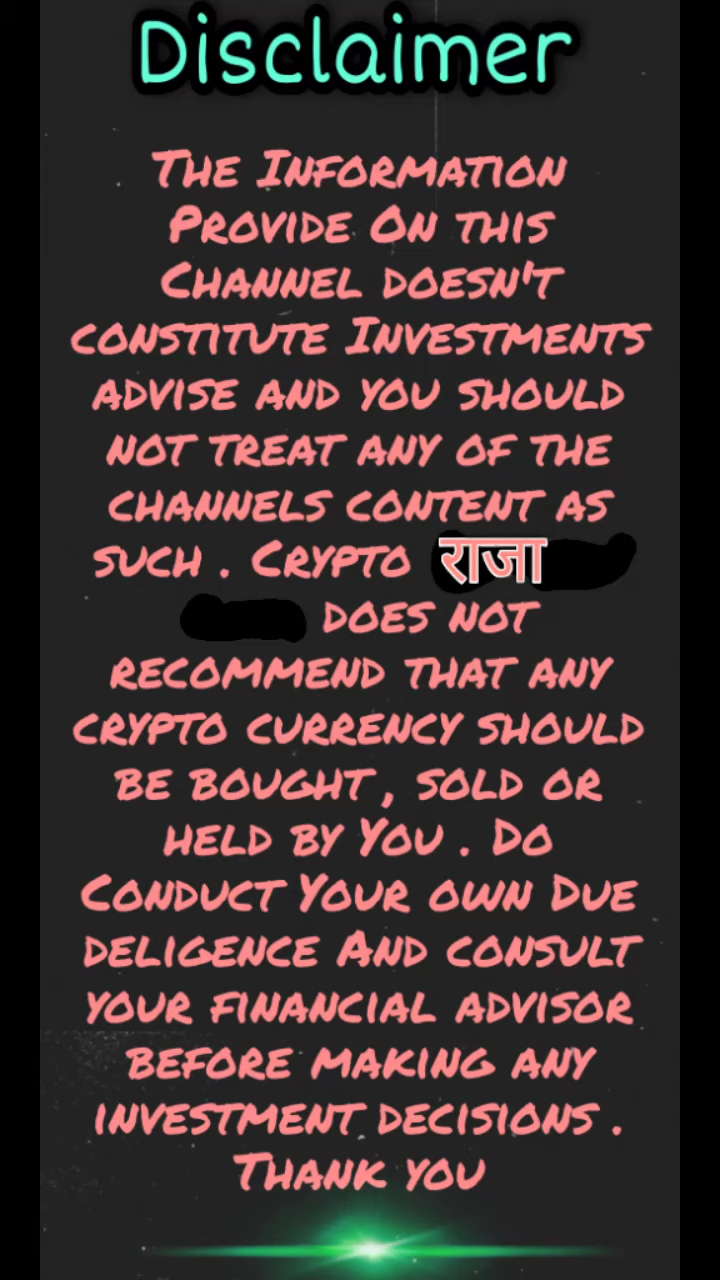 Disclaimer
The Information
Provide On this
Channel doesn't
constitute Investments
advise and you should
not treat any of the
channels content as
such . Crypto राजा
does not
recommend that any
crypto currency should
be bought , sold or
held by You . Do
Conduct Your own Due
deligence And consult
your financial advisor
before making any
investment decisions .
Thank you